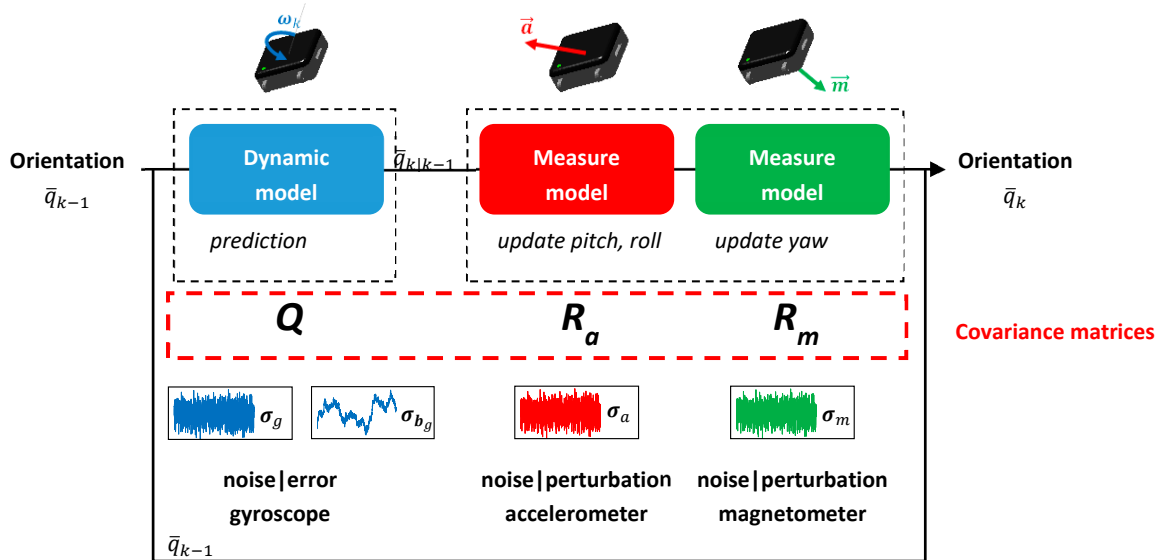 ω_k
a⃗
m⃗
Orientation
q̄_{k−1}
Dynamic
model
q̄_{k|k−1}
Measure
model
Measure
model
Orientation
q̄_k
prediction
update pitch, roll
update yaw
Q
R_a
R_m
Covariance matrices
σ_g
σ_{b_g}
σ_a
σ_m
noise|error
gyroscope
noise|perturbation
accelerometer
noise|perturbation
magnetometer
q̄_{k−1}